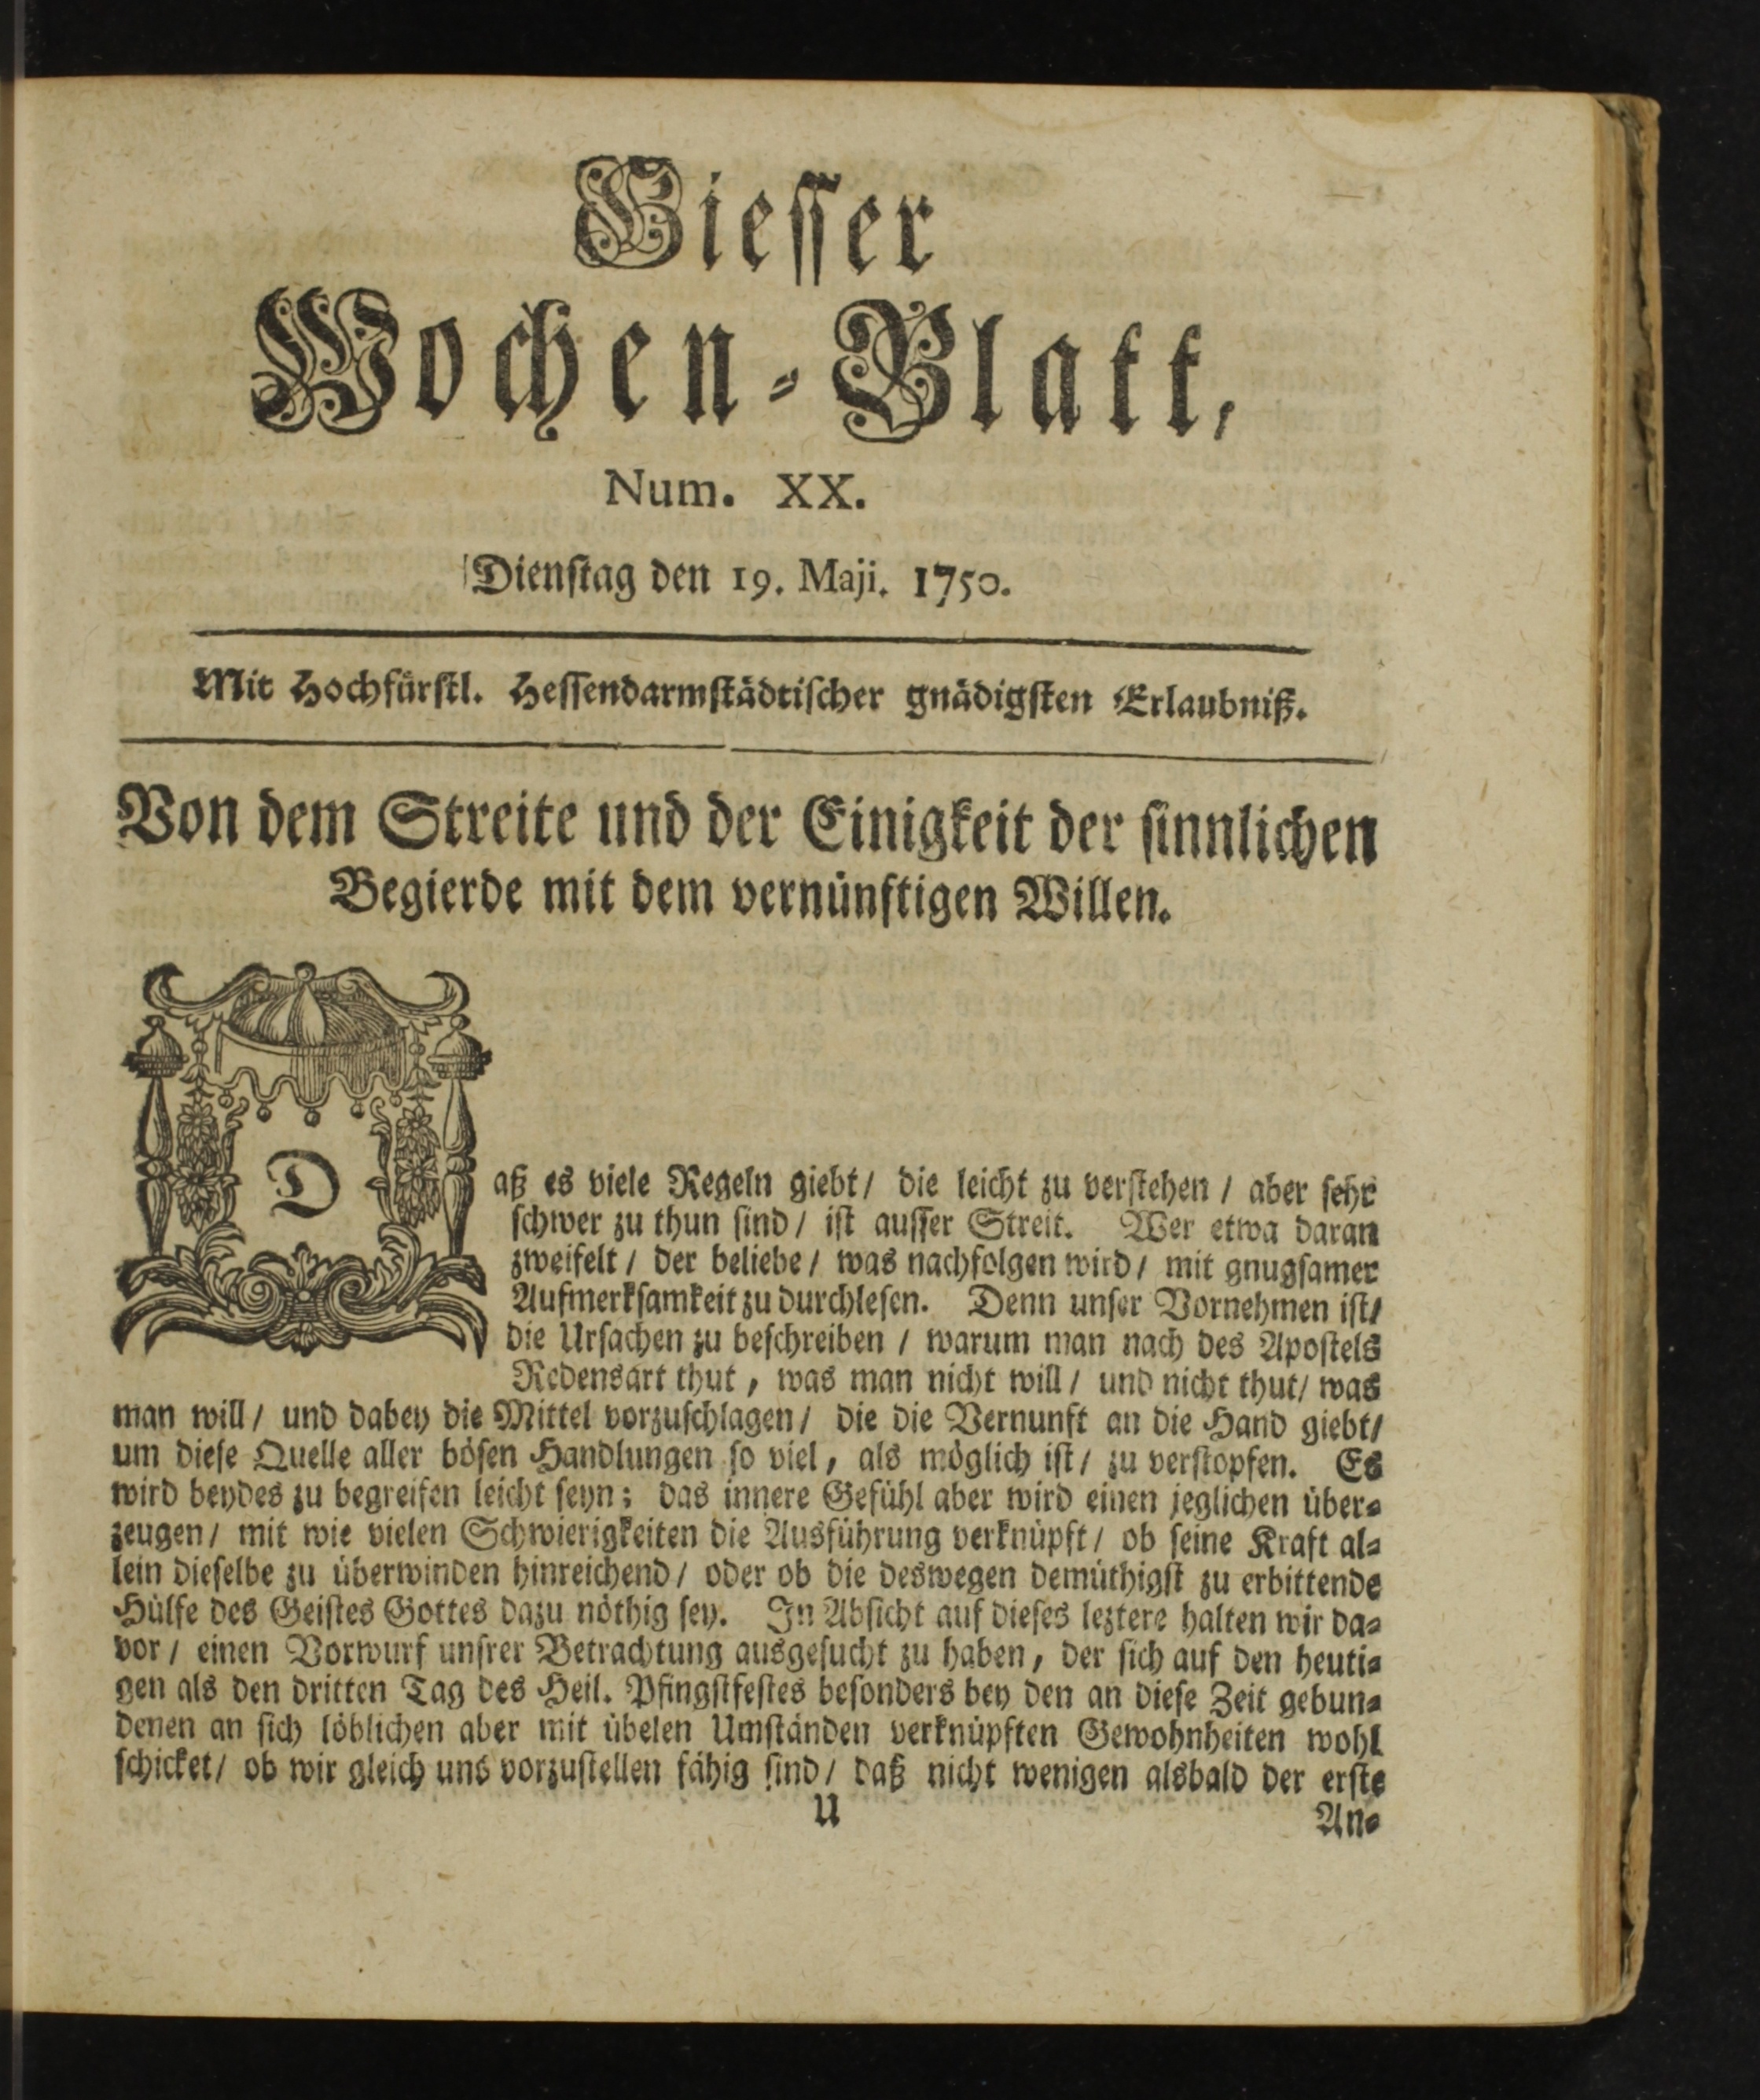 Giesser
Wochen-Blatt,
Num. XX.
Dienstag den 19. Maji. 1750.
Mit Hochfürstl. Hessendarmstädtischer gnädigsten Erlaubniß.
Von dem Streite und der Einigkeit der sinnlichen
Begierde mit dem vernünftigen Willen.
Daß es viele Regeln giebt/ die leicht zu verstehen / aber sehr
schwer zu thun sind/ ist ausser Streit. Wer etwa daran
zweifelt / der beliebe/ was nachfolgen wird/ mit gnugsamer
Aufmerksamkeit zu durchlesen. Denn unser Vornehmen ist/
die Ursachen zu beschreiben / warum man nach des Apostels
Redensart thut, was man nicht will/ und nicht thut/ was
man will/ und dabey die Mittel vorzuschlagen/ die die Vernunft an die Hand giebt/
um diese Quelle aller bösen Handlungen so viel, als möglich ist/ zu verstopfen. Es
wird beydes zu begreifen leicht seyn; das innere Gefühl aber wird einen jeglichen über-
zeugen/ mit wie vielen Schwierigkeiten die Ausführung verknüpft/ ob seine Kraft al-
lein dieselbe zu überwinden hinreichend/ oder ob die deswegen demüthigst zu erbittende
Hülfe des Geistes Gottes dazu nöthig sey. In Absicht auf dieses leztere halten wir da-
vor/ einen Vorwurf unsrer Betrachtung ausgesucht zu haben, der sich auf den heuti-
gen als den dritten Tag des Heil. Pfingstfestes besonders bey den an diese Zeit gebun-
denen an sich löblichen aber mit übelen Umständen verknüpften Gewohnheiten wohl
schicket/ ob wir gleich uns vorzustellen fähig sind/ daß nicht wenigen alsbald der erste
U An-